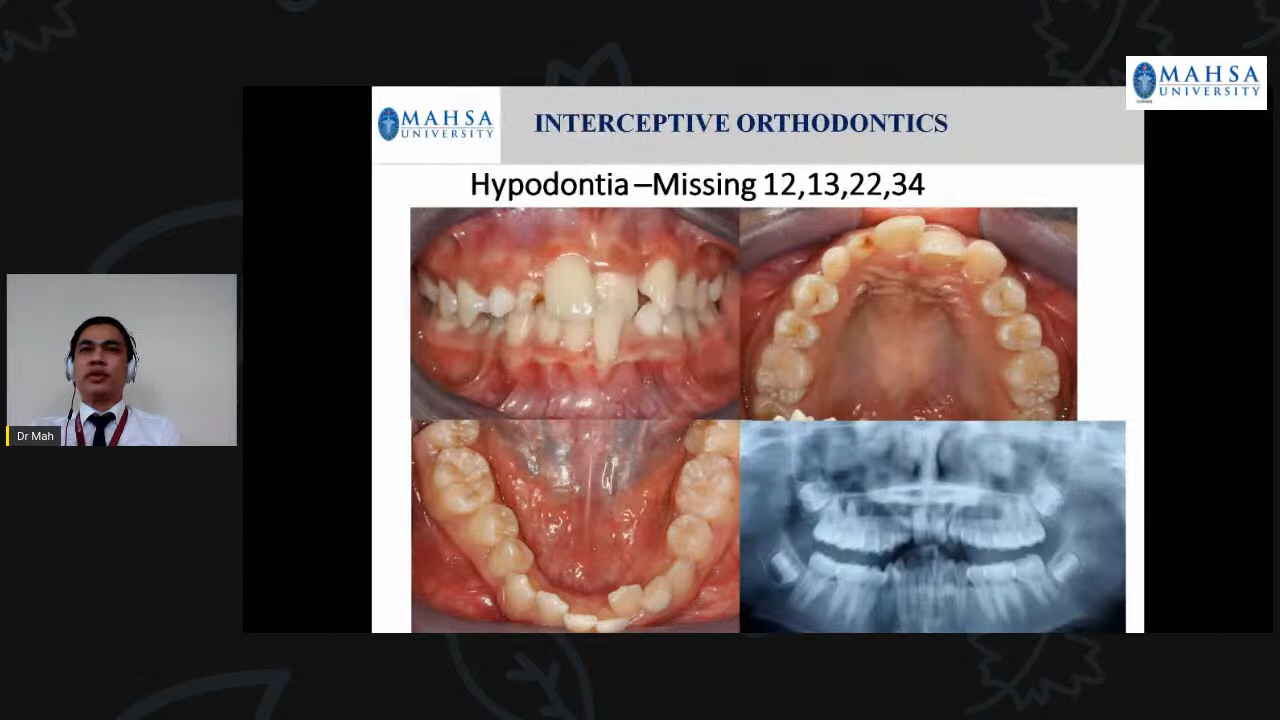 MAHSA
UNIVERSITY
MAHSA
UNIVERSITY
INTERCEPTIVE ORTHODONTICS
Hypodontia –Missing 12,13,22,34
Dr Mah